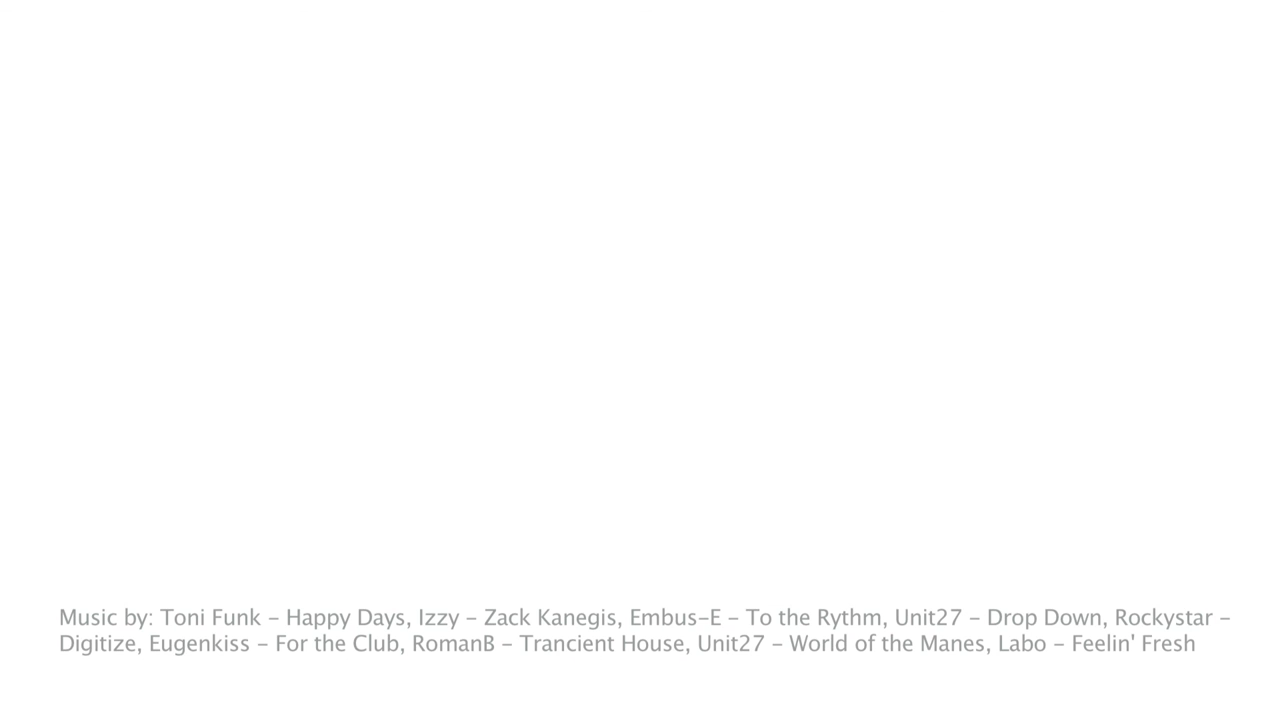 Music by: Toni Funk – Happy Days, Izzy – Zack Kanegis, Embus-E – To the Rythm, Unit27 – Drop Down, Rockystar –
Digitize, Eugenkiss – For the Club, RomanB – Trancient House, Unit27 – World of the Manes, Labo – Feelin' Fresh